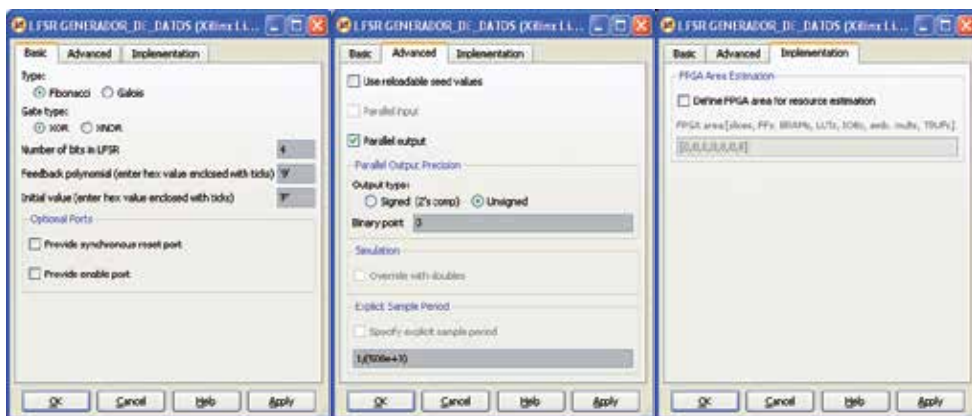 LFSR GENERADOR_DE_DATOS (Xilinx Li...
Basic Advanced Implementation
Type:
Fibonacci Galois
Gate type:
XOR XNOR
Number of bits in LFSR 4
Feedback polynomial (enter hex value enclosed with ticks) '9'
Initial value (enter hex value enclosed with ticks)
Optional Ports
Provide synchronous reset port
Provide enable port
OK Cancel Help Apply
LFSR GENERADOR_DE_DATOS (Xilinx Li...
Basic Advanced Implementation
Use reloadable seed values
Parallel input
Parallel output
Parallel Output Precision
Output type:
Signed (2's comp) Unsigned
Binary point 0
Simulation
Override with doubles
Explicit Sample Period
Specify explicit sample period
OK Cancel Help Apply
LFSR GENERADOR_DE_DATOS (Xilinx Li...
Basic Advanced Implementation
FPGA Area Estimation
Define FPGA area for resource estimation
FPGA area [slices, FFs, BRAMs, LUTs, IOBs, emb. mults, TBUFs]
[0,0,0,0,0,0,0]
OK Cancel Help Apply